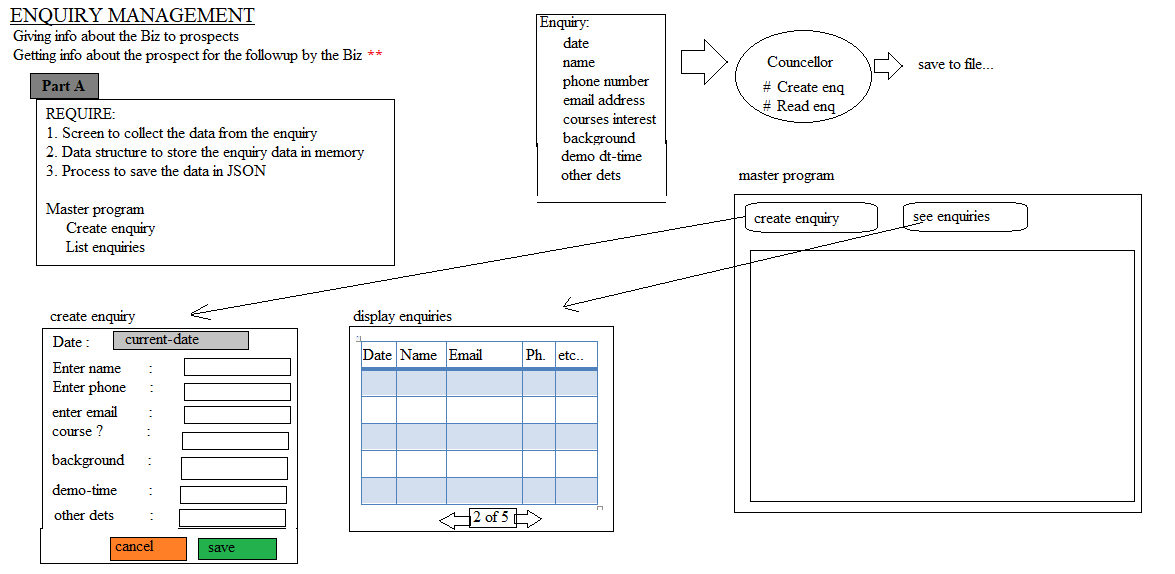 ENQUIRY MANAGEMENT
Giving info about the Biz to prospects
Getting info about the prospect for the followup by the Biz **
Part A
REQUIRE:
1. Screen to collect the data from the enquiry
2. Data structure to store the enquiry data in memory
3. Process to save the data in JSON
Master program
Create enquiry
List enquiries
Enquiry:
date
name
phone number
email address
courses interest
background
demo dt-time
other dets
Councellor
# Create enq
# Read enq
save to file...
master program
create enquiry
see enquiries
create enquiry
Date : current-date
Enter name :
Enter phone :
enter email :
course ? :
background :
demo-time :
other dets :
cancel save
display enquiries
Date Name Email Ph. etc..
2 of 5